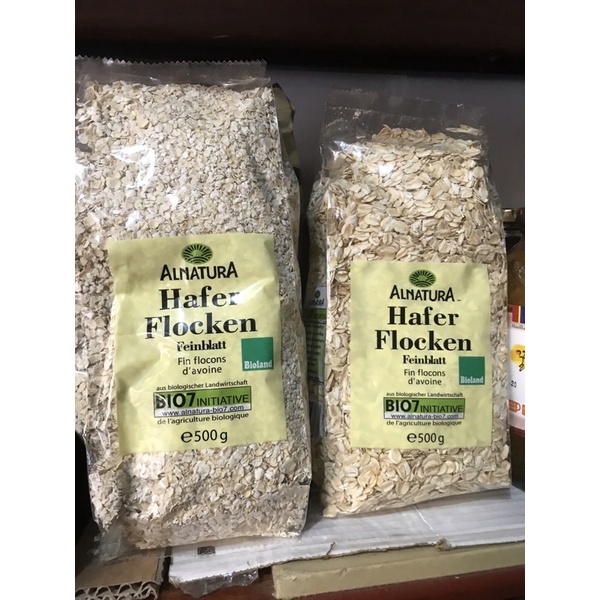 ALNATURA
Hafer
Flocken
Feinblatt
Fin flocons
d'avoine
Bioland
aus biologischer Landwirtschaft
BIO7 INITIATIVE
www.alnatura-bio7.com
de l'agriculture biologique
℮500g
ALNATURA
Hafer
Flocken
Feinblatt
Fin flocons
d'avoine
Bioland
aus biologischer Landwirtschaft
BIO7 INITIATIVE
www.alnatura-bio7.com
de l'agriculture biologique
℮500g